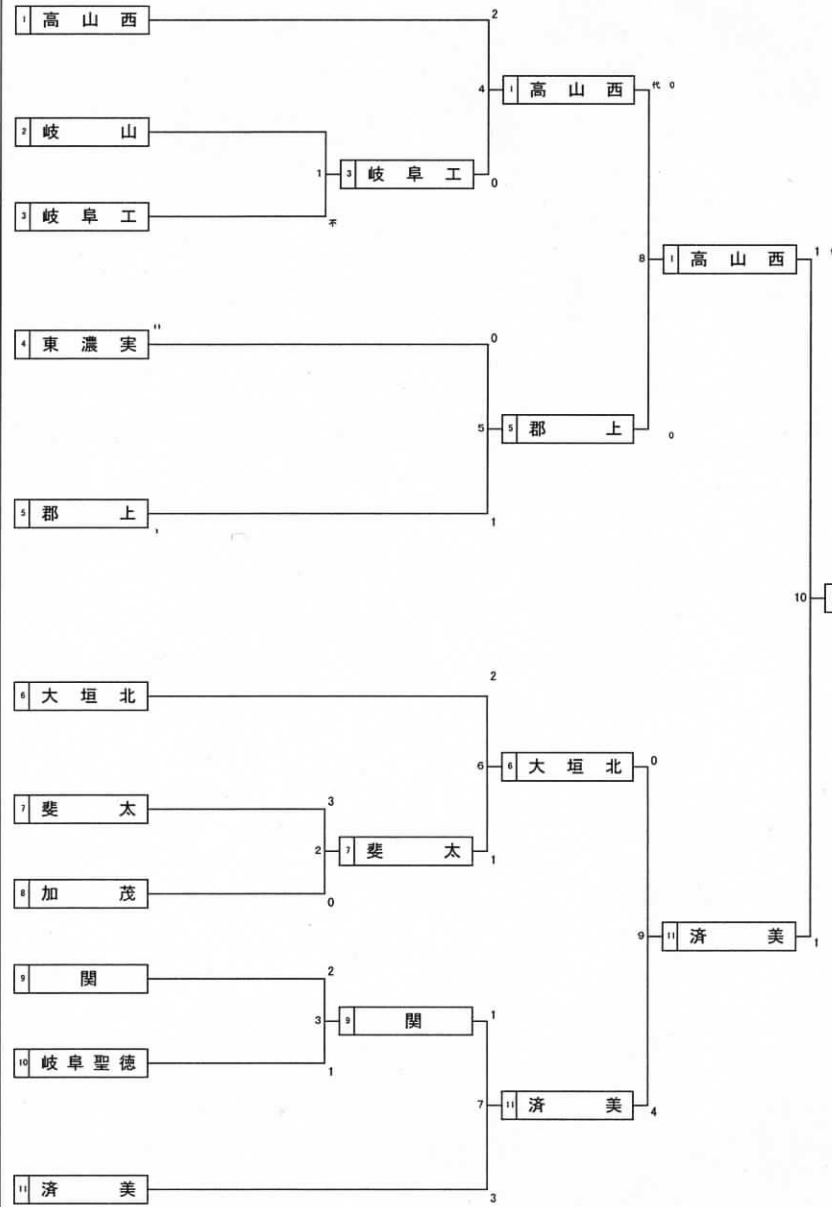 2
1 高山西
4 1 高山西 代 0
2 岐山
1 3 岐阜工 0
3 岐阜工 不
8 1 高山西 1
4 東濃実 " 0
5 5 郡上 0
5 郡上 1
10
2
6 大垣北
6 6 大垣北 0
7 斐太 3
2 7 斐太 1
8 加茂 0
9 11 済美 1
9 関 2
3 9 関 1
10 岐阜聖徳 1
7 11 済美 4
11 済美 3